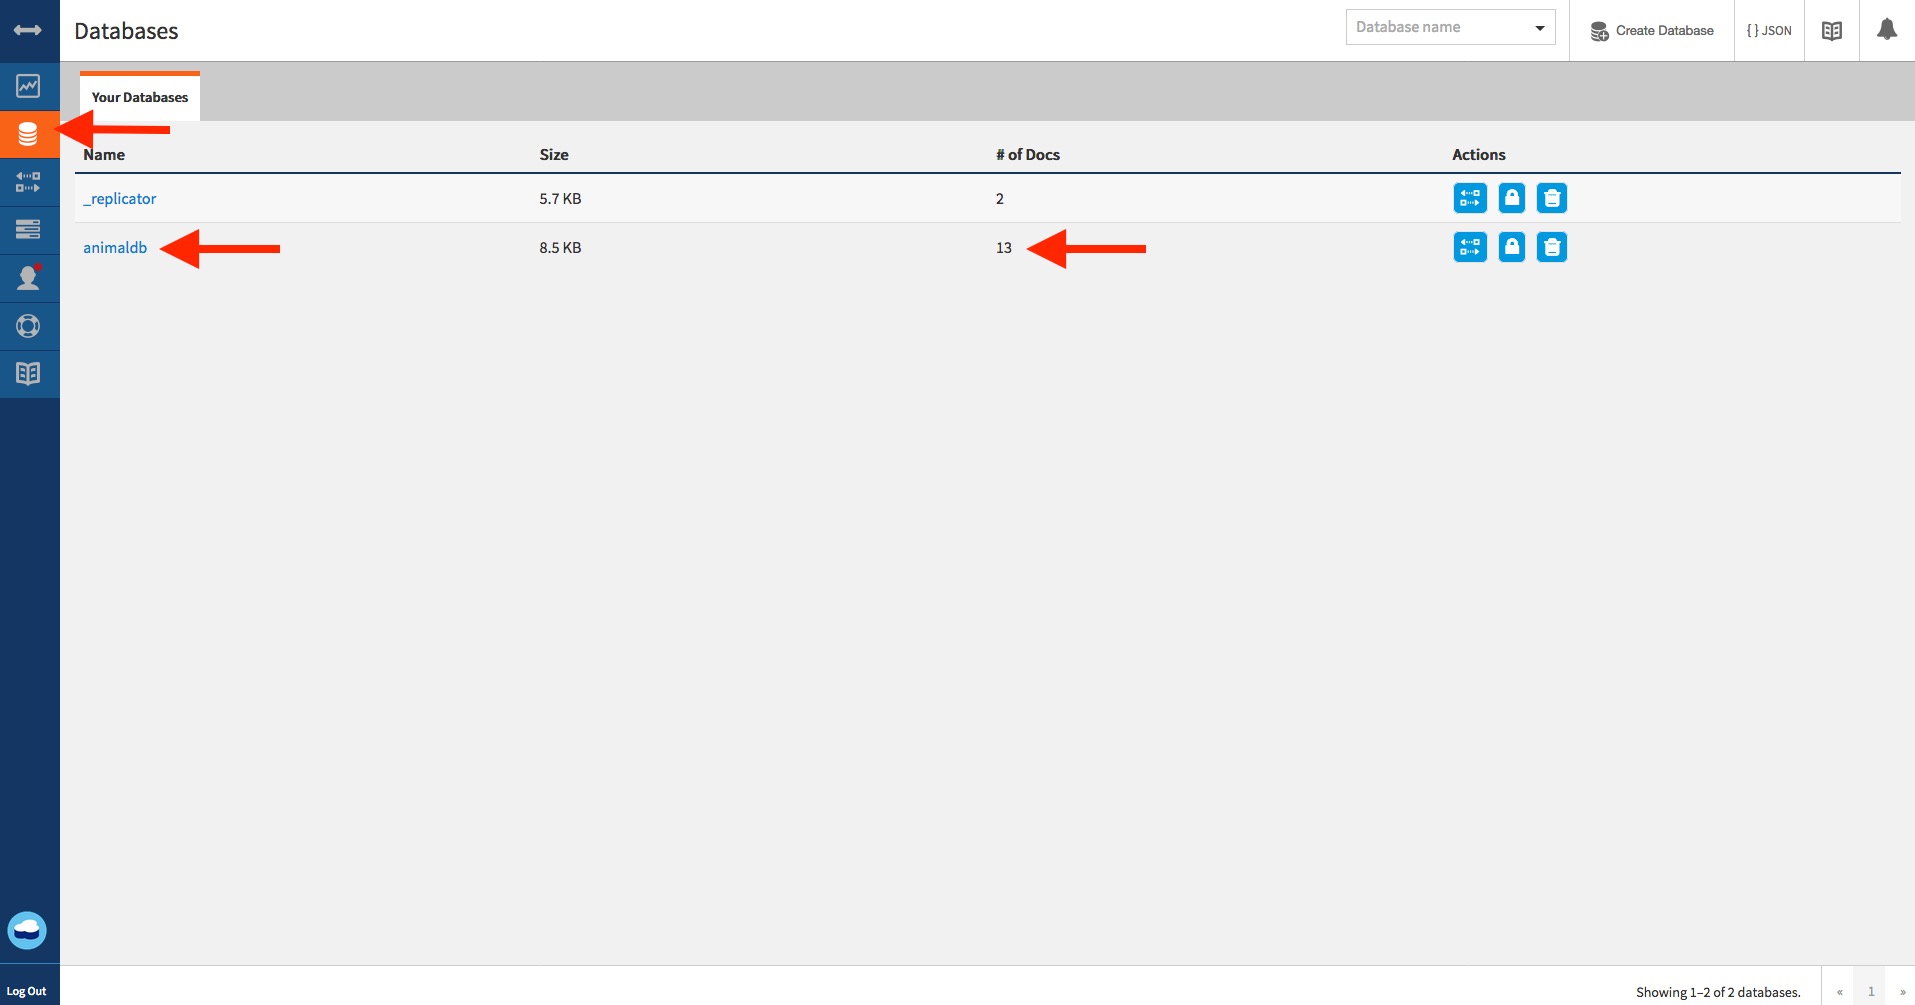 Databases
Database name
Create Database
{ } JSON
Your Databases
Name Size # of Docs Actions
_replicator 5.7 KB 2
animaldb 8.5 KB 13
Log Out
Showing 1–2 of 2 databases.
« 1 »